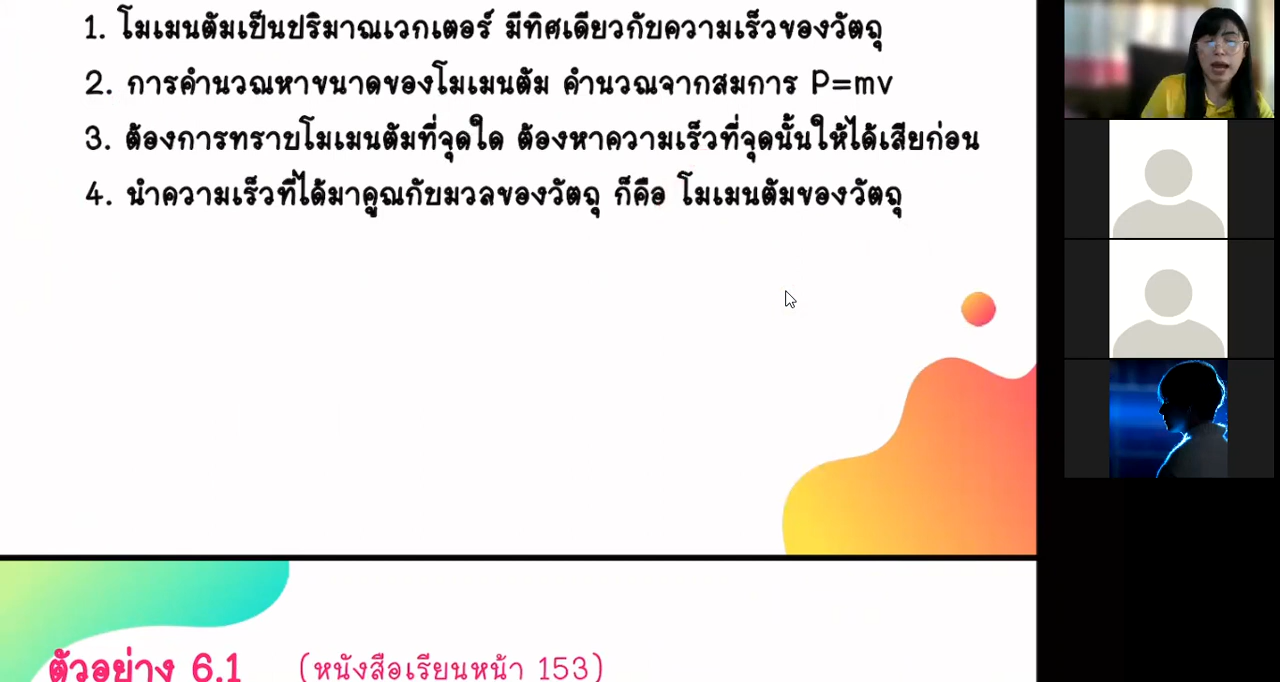 1. โมเมนตัมเป็นปริมาณเวกเตอร์ มีทิศเดียวกับความเร็วของวัตถุ
2. การคำนวณหาขนาดของโมเมนตัม คำนวณจากสมการ P=mv
3. ต้องการทราบโมเมนตัมที่จุดใด ต้องหาความเร็วที่จุดนั้นให้ได้เสียก่อน
4. นำความเร็วที่ได้มาคูณกับมวลของวัตถุ ก็คือ โมเมนตัมของวัตถุ
ตัวอย่าง 6.1 (หนังสือเรียนหน้า 153)